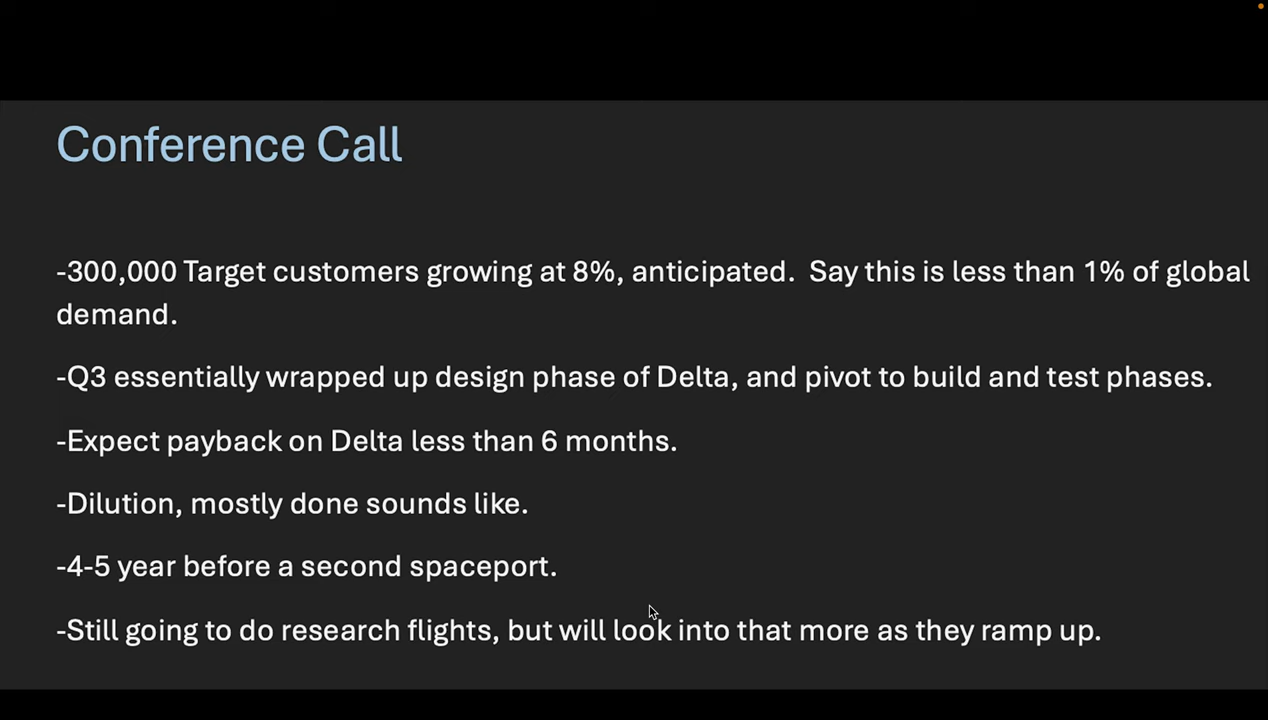 Conference Call
-300,000 Target customers growing at 8%, anticipated.  Say this is less than 1% of global
demand.
-Q3 essentially wrapped up design phase of Delta, and pivot to build and test phases.
-Expect payback on Delta less than 6 months.
-Dilution, mostly done sounds like.
-4-5 year before a second spaceport.
-Still going to do research flights, but will look into that more as they ramp up.